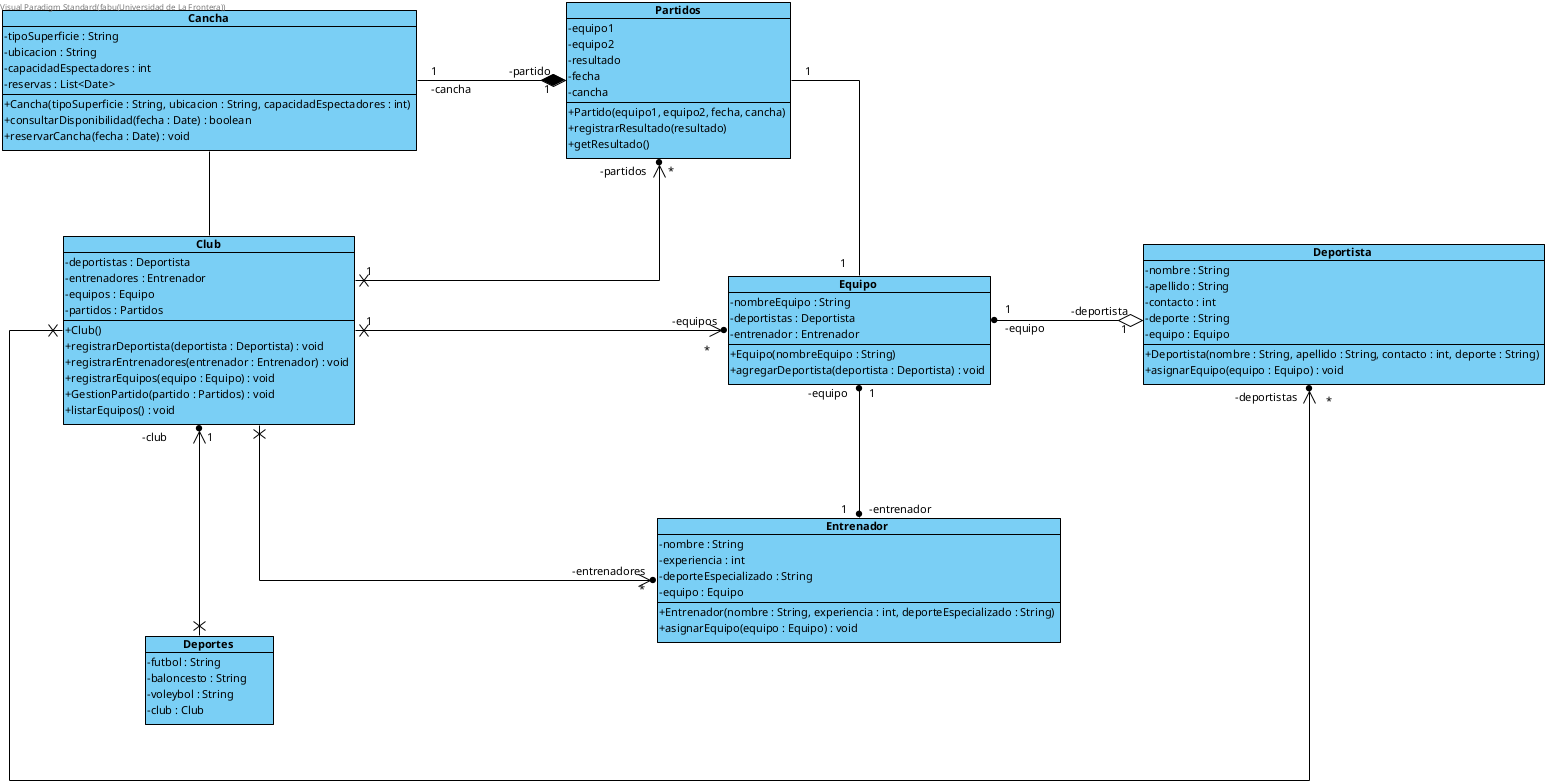 Visual Paradigm Standard(fabu(Universidad de La Frontera))
Cancha
-tipoSuperficie : String
-ubicacion : String
-capacidadEspectadores : int
-reservas : List<Date>
+Cancha(tipoSuperficie : String, ubicacion : String, capacidadEspectadores : int)
+consultarDisponibilidad(fecha : Date) : boolean
+reservarCancha(fecha : Date) : void
1
-cancha
-partido
1
Partidos
-equipo1
-equipo2
-resultado
-fecha
-cancha
+Partido(equipo1, equipo2, fecha, cancha)
+registrarResultado(resultado)
+getResultado()
1
-partidos
*
1
Club
-deportistas : Deportista
-entrenadores : Entrenador
-equipos : Equipo
-partidos : Partidos
+Club()
+registrarDeportista(deportista : Deportista) : void
+registrarEntrenadores(entrenador : Entrenador) : void
+registrarEquipos(equipo : Equipo) : void
+GestionPartido(partido : Partidos) : void
+listarEquipos() : void
1
1
-equipos
*
Equipo
-nombreEquipo : String
-deportistas : Deportista
-entrenador : Entrenador
+Equipo(nombreEquipo : String)
+agregarDeportista(deportista : Deportista) : void
1
-equipo
-deportista
1
Deportista
-nombre : String
-apellido : String
-contacto : int
-deporte : String
-equipo : Equipo
+Deportista(nombre : String, apellido : String, contacto : int, deporte : String)
+asignarEquipo(equipo : Equipo) : void
-deportistas
*
-equipo
1
-club
1
1
-entrenador
Entrenador
-nombre : String
-experiencia : int
-deporteEspecializado : String
-equipo : Equipo
+Entrenador(nombre : String, experiencia : int, deporteEspecializado : String)
+asignarEquipo(equipo : Equipo) : void
-entrenadores
*
Deportes
-futbol : String
-baloncesto : String
-voleybol : String
-club : Club